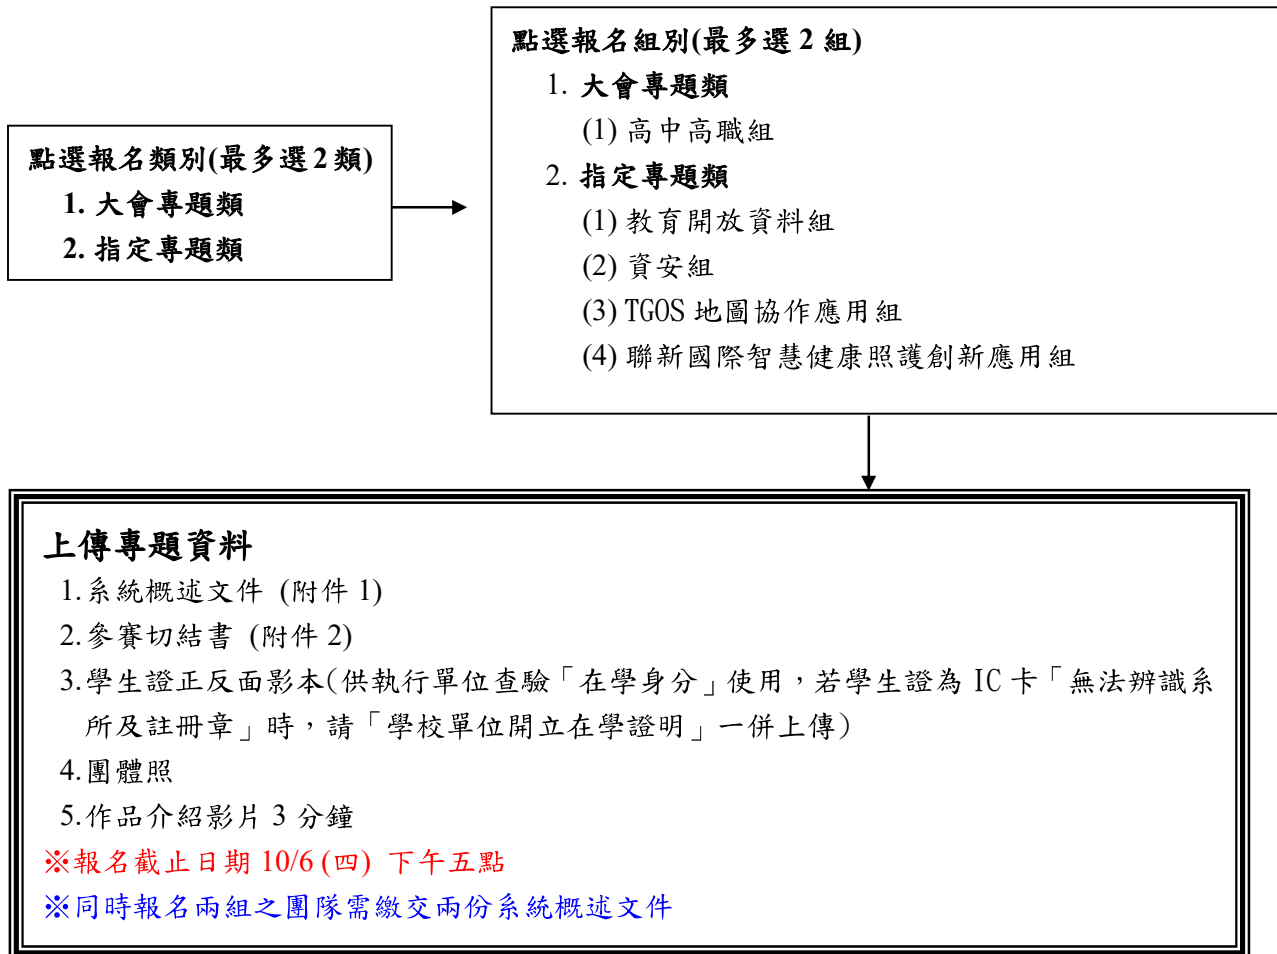 點選報名類別(最多選2類)
1. 大會專題類
2. 指定專題類
點選報名組別(最多選 2 組)
1. 大會專題類
(1) 高中高職組
2. 指定專題類
(1) 教育開放資料組
(2) 資安組
(3) TGOS 地圖協作應用組
(4) 聯新國際智慧健康照護創新應用組
上傳專題資料
1.系統概述文件 (附件 1)
2.參賽切結書 (附件 2)
3.學生證正反面影本(供執行單位查驗「在學身分」使用，若學生證為 IC 卡「無法辨識系
所及註冊章」時，請「學校單位開立在學證明」一併上傳)
4.團體照
5.作品介紹影片 3 分鐘
※報名截止日期 10/6 (四) 下午五點
※同時報名兩組之團隊需繳交兩份系統概述文件